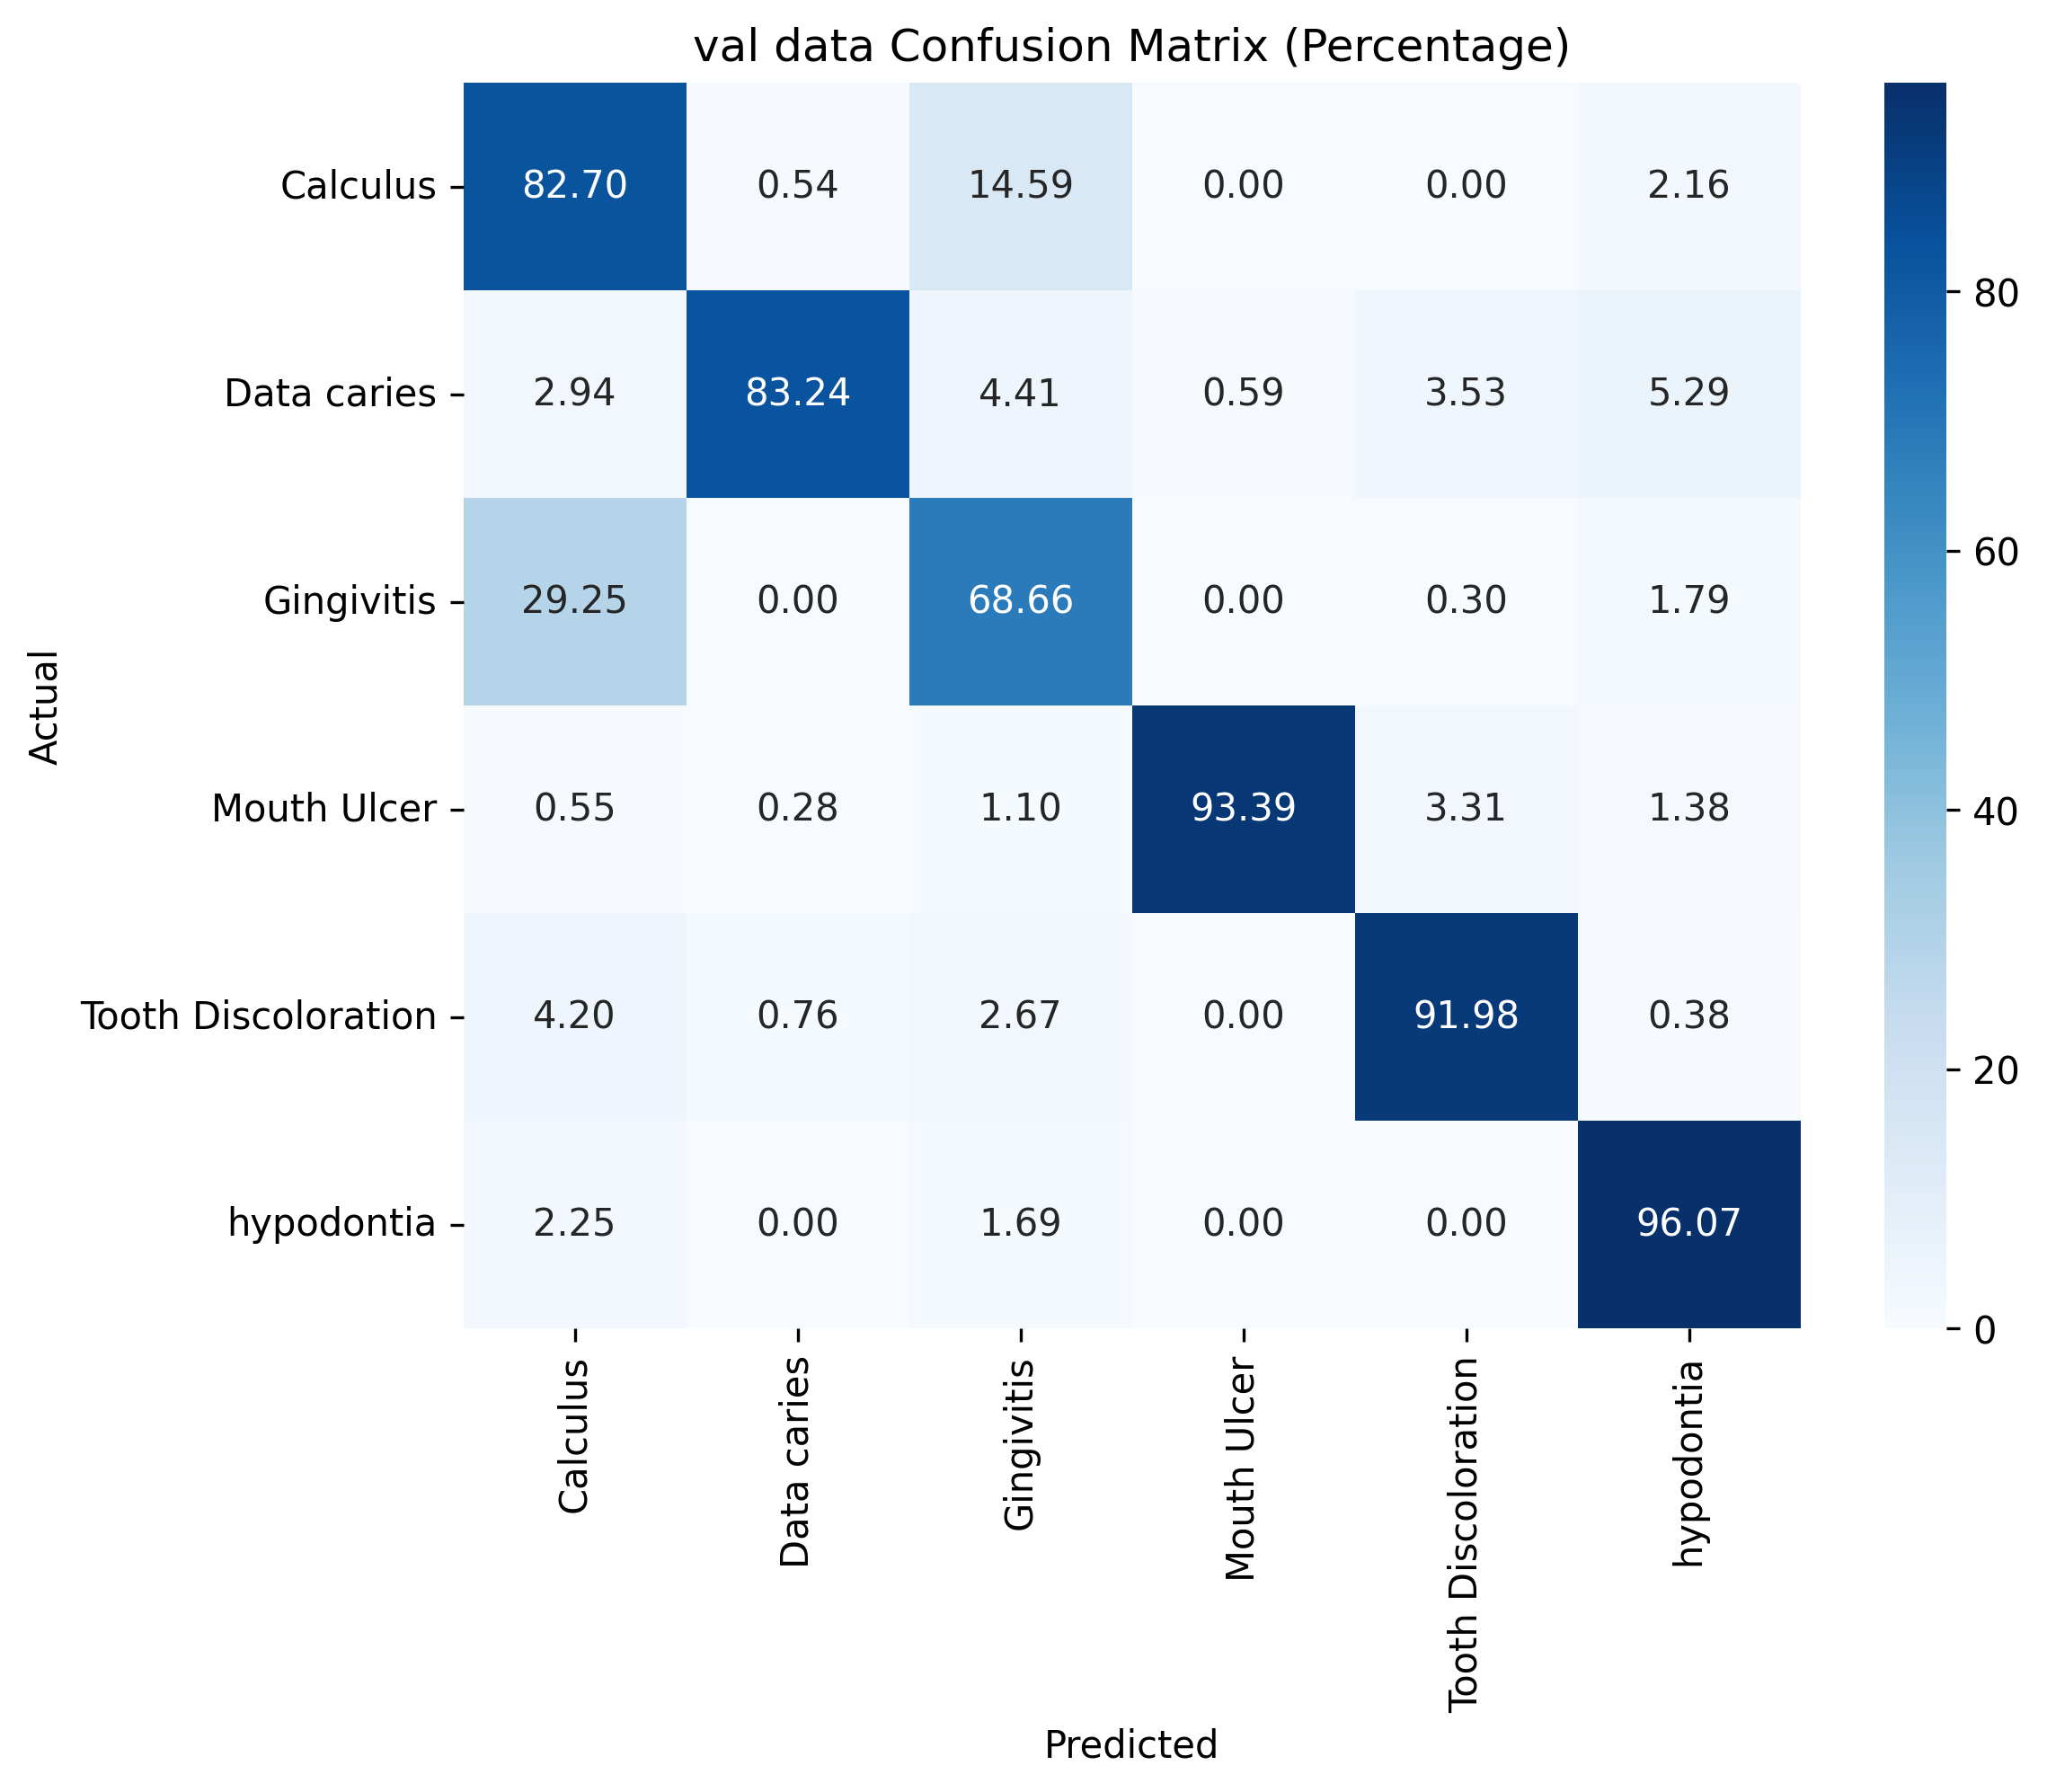 val data Confusion Matrix (Percentage)
Calculus 82.70 0.54 14.59 0.00 0.00 2.16
Data caries 2.94 83.24 4.41 0.59 3.53 5.29
Gingivitis 29.25 0.00 68.66 0.00 0.30 1.79
Mouth Ulcer 0.55 0.28 1.10 93.39 3.31 1.38
Tooth Discoloration 4.20 0.76 2.67 0.00 91.98 0.38
hypodontia 2.25 0.00 1.69 0.00 0.00 96.07
Actual
Calculus
Data caries
Gingivitis
Mouth Ulcer
Tooth Discoloration
hypodontia
Predicted
80
60
40
20
0